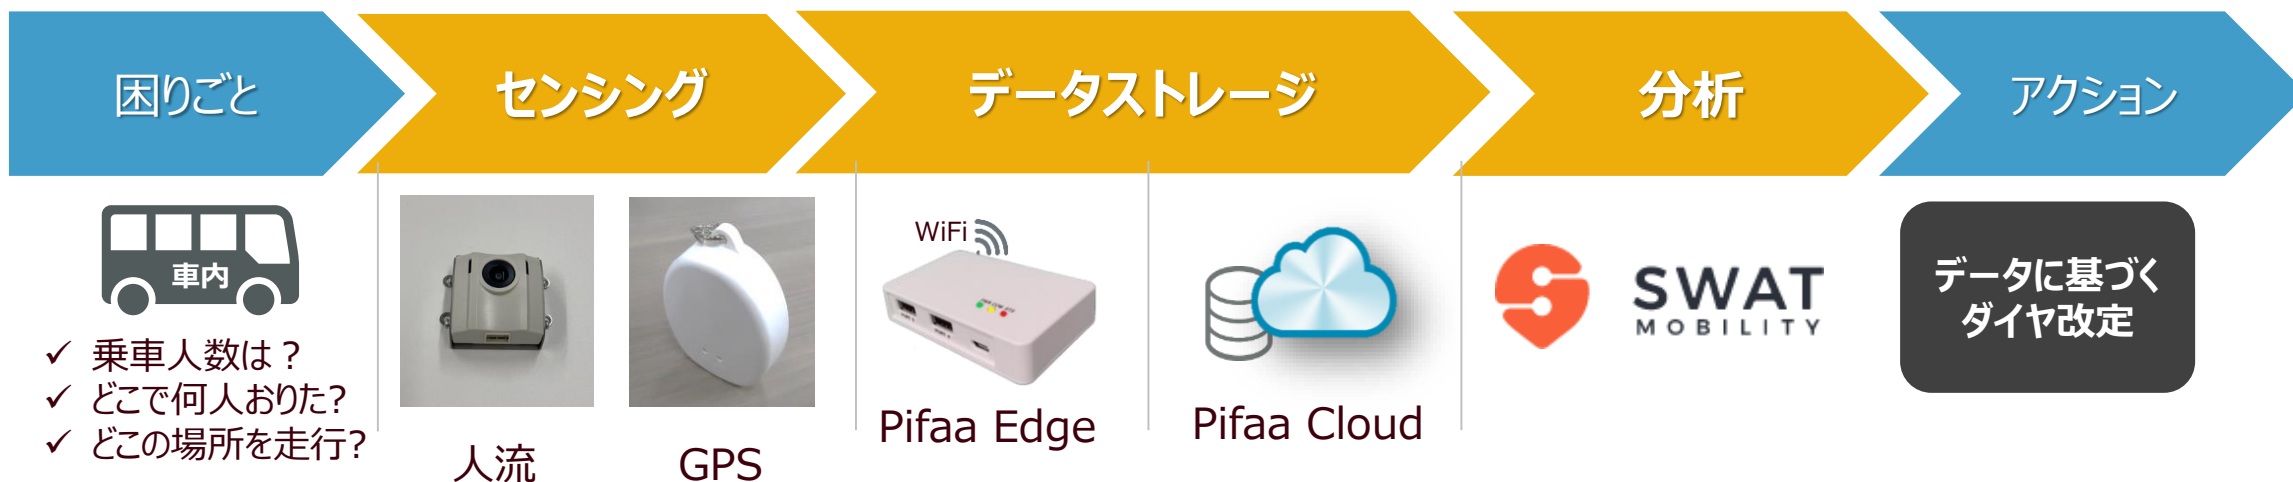 困りごと
センシング
データストレージ
分析
アクション
車内
✓ 乗車人数は？
✓ どこで何人おりた?
✓ どこの場所を走行?
人流
GPS
WiFi
Pifaa Edge
Pifaa Cloud
SWAT
MOBILITY
データに基づく
ダイヤ改定